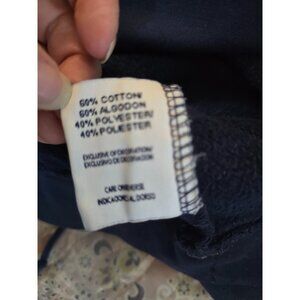 60% COTTON/
60% ALGODON
40% POLYESTER/
40% POLIESTER
EXCLUSIVE OF DECORATION/
EXCLUSIVO DE DECORACION
CARE ON REVERSE
INDICADO AL DORSO